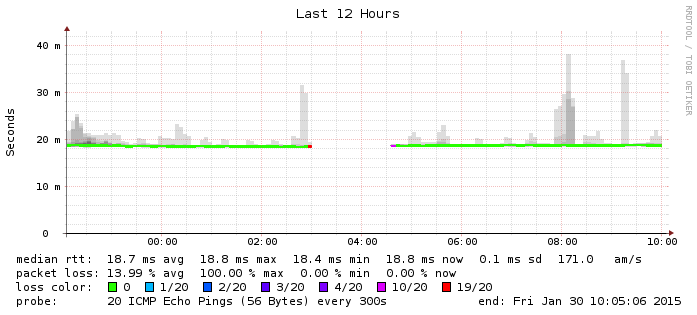 Last 12 Hours
RRDTOOL / TOBI OETIKER
Seconds
40 m
30 m
20 m
10 m
0
00:00 02:00 04:00 06:00 08:00 10:00
median rtt: 18.7 ms avg 18.8 ms max 18.4 ms min 18.8 ms now 0.1 ms sd 171.0 am/s
packet loss: 13.99 % avg 100.00 % max 0.00 % min 0.00 % now
loss color: 0 1/20 2/20 3/20 4/20 10/20 19/20
probe: 20 ICMP Echo Pings (56 Bytes) every 300s end: Fri Jan 30 10:05:06 2015